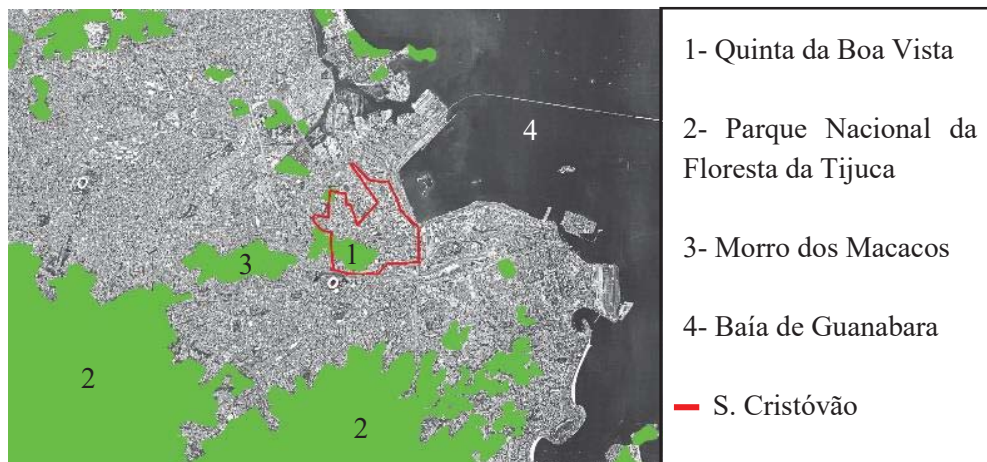 4
1- Quinta da Boa Vista
2- Parque Nacional da
Floresta da Tijuca
3- Morro dos Macacos
4- Baía de Guanabara
S. Cristóvão
1
3
2
2